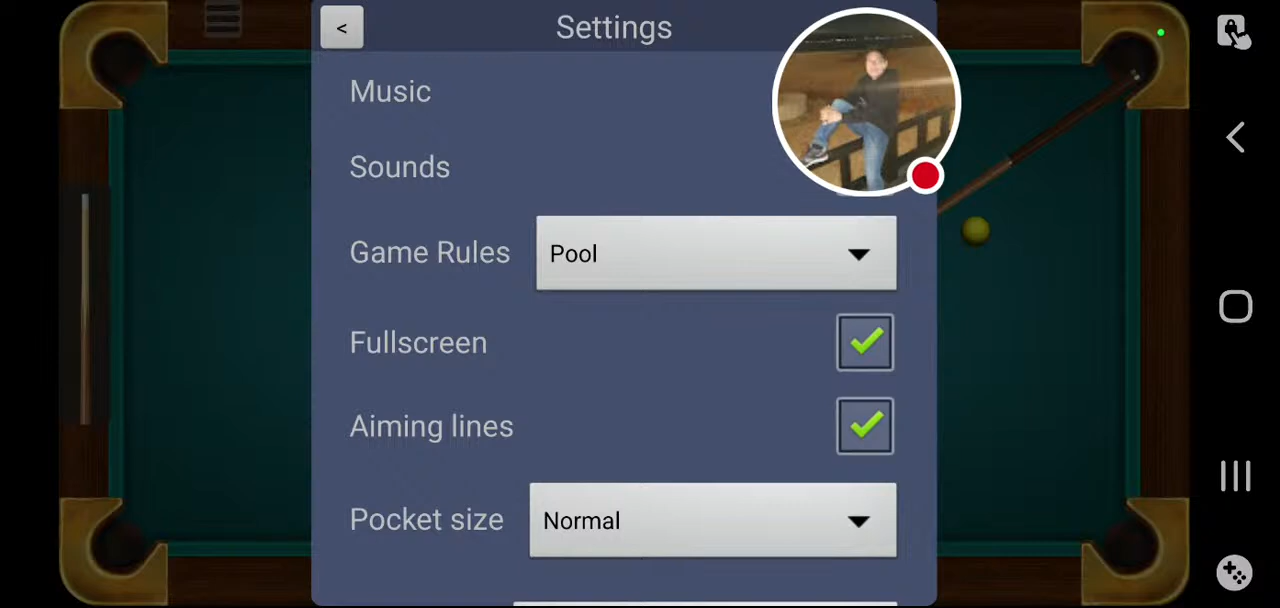 <
Settings
Music
Sounds
Game Rules
Pool
Fullscreen
Aiming lines
Pocket size
Normal